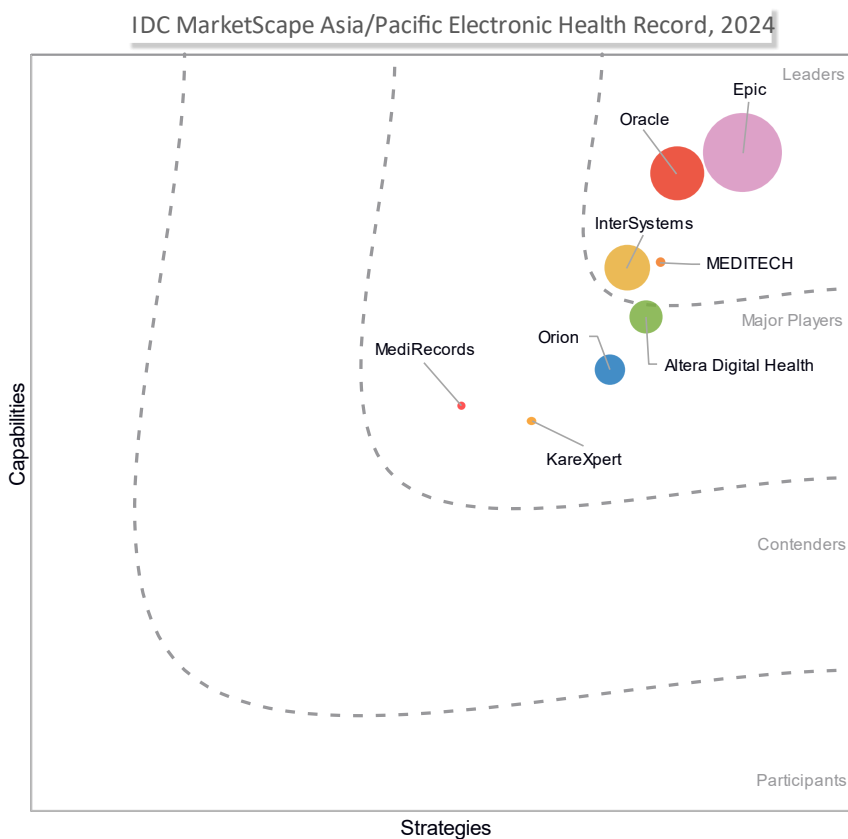 IDC MarketScape Asia/Pacific Electronic Health Record, 2024
Leaders
Epic
Oracle
InterSystems
MEDITECH
Major Players
Orion
MediRecords
Altera Digital Health
KareXpert
Capabilities
Contenders
Participants
Strategies